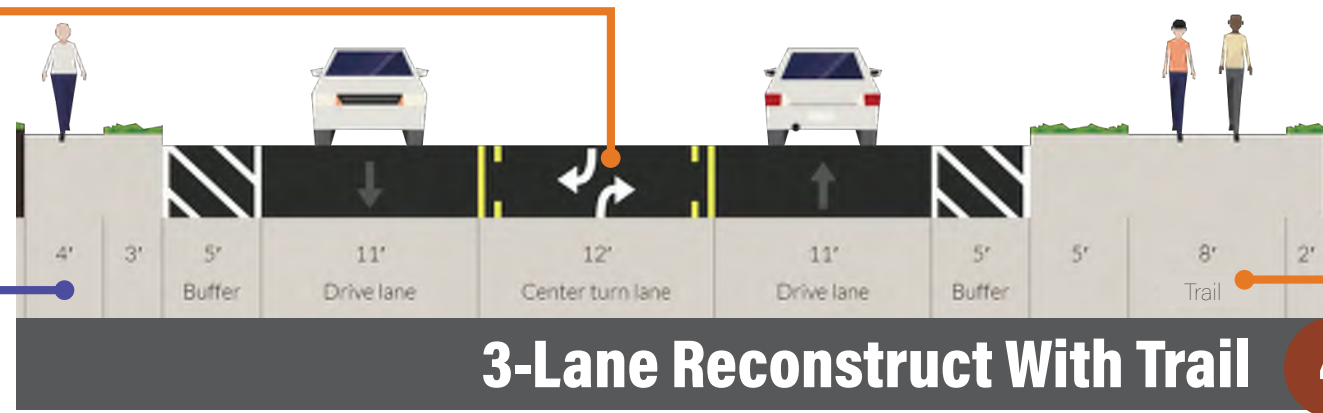 4' 3' 5' 11' 12' 11' 5' 5' 8' 2'
Buffer Drive lane Center turn lane Drive lane Buffer Trail
3-Lane Reconstruct With Trail